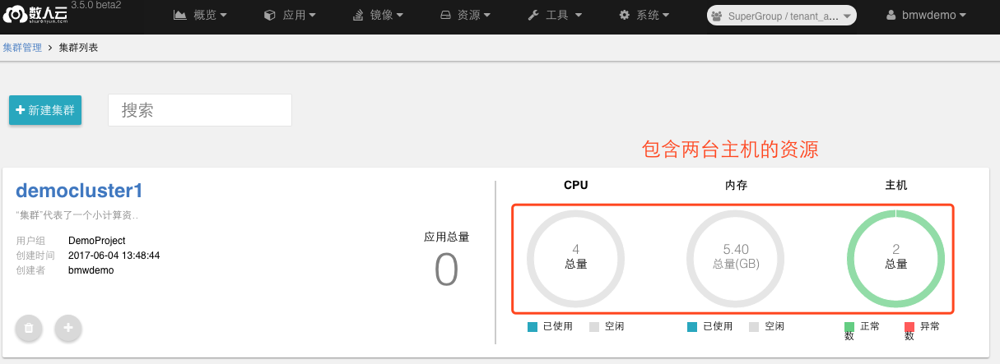 数人云 3.5.0 beta2
shurenyun.com
概览 应用 镜像 资源 工具 系统 SuperGroup / tenant_a... bmwdemo
集群管理 > 集群列表
+ 新建集群 搜索
包含两台主机的资源
democluster1
“集群”代表了一个小计算资..
用户组 DemoProject
创建时间 2017-06-04 13:48:44
创建者 bmwdemo
应用总量
0
CPU 内存 主机
4 5.40 2
总量 总量(GB) 总量
已使用 空闲 已使用 空闲 正常数 异常数